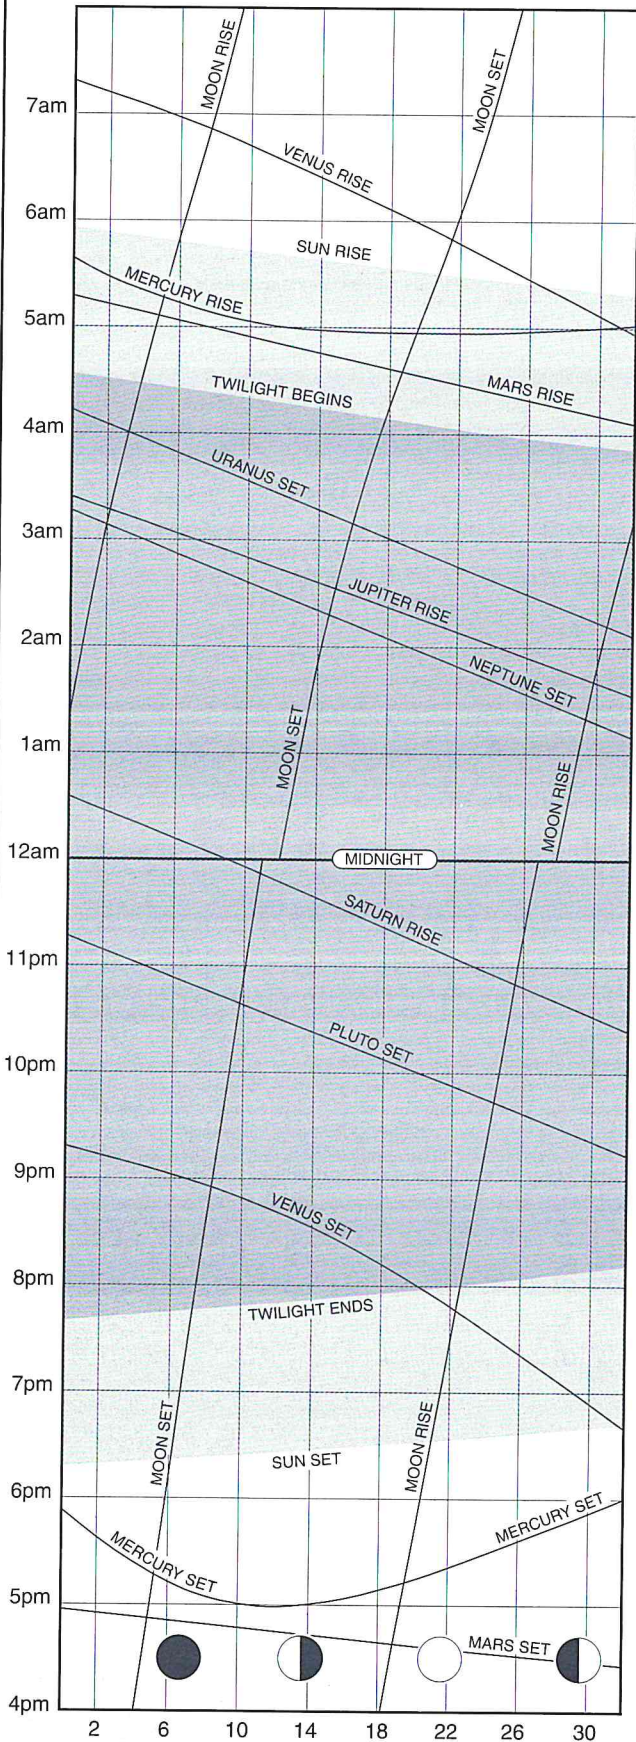 MOON RISE
MOON SET
7am
VENUS RISE
6am
SUN RISE
MERCURY RISE
5am
MARS RISE
TWILIGHT BEGINS
4am
URANUS SET
3am
JUPITER RISE
2am
NEPTUNE SET
MOON SET
1am
MOON RISE
12am
MIDNIGHT
SATURN RISE
11pm
PLUTO SET
10pm
9pm
VENUS SET
8pm
TWILIGHT ENDS
7pm
MOON SET
MOON RISE
SUN SET
6pm
MERCURY SET
MERCURY SET
5pm
MARS SET
4pm
2 6 10 14 18 22 26 30